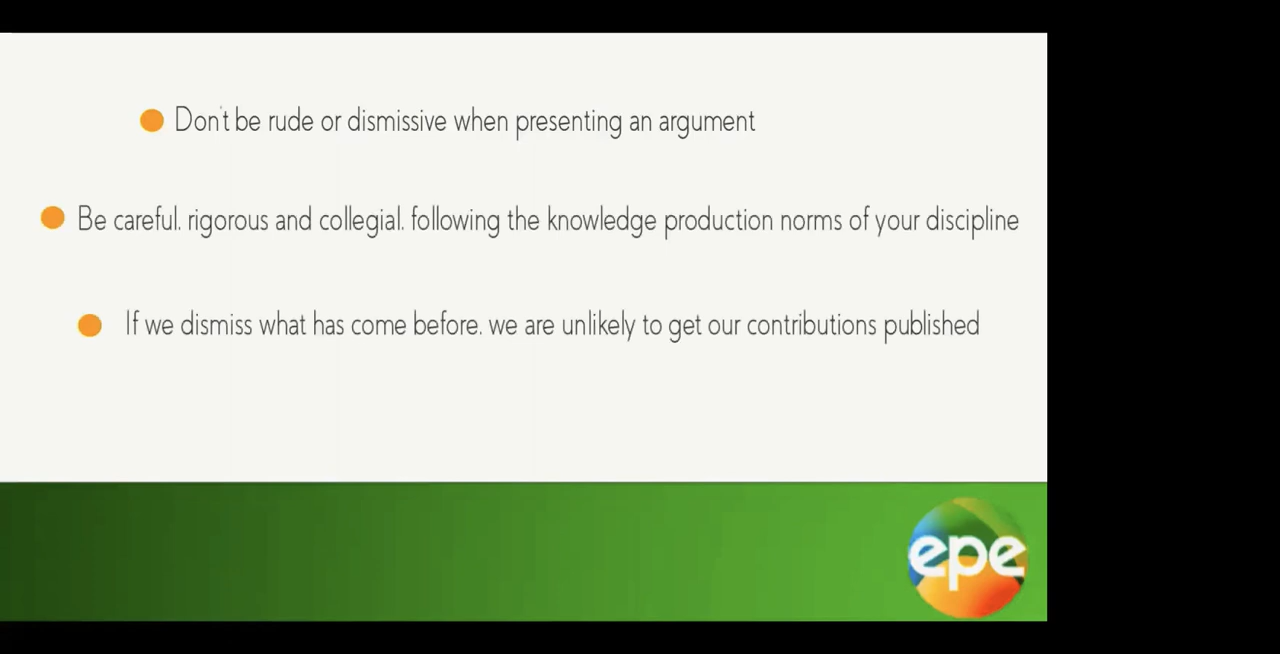 Don't be rude or dismissive when presenting an argument
Be careful. rigorous and collegial. following the knowledge production norms of your discipline
If we dismiss what has come before. we are unlikely to get our contributions published
epe